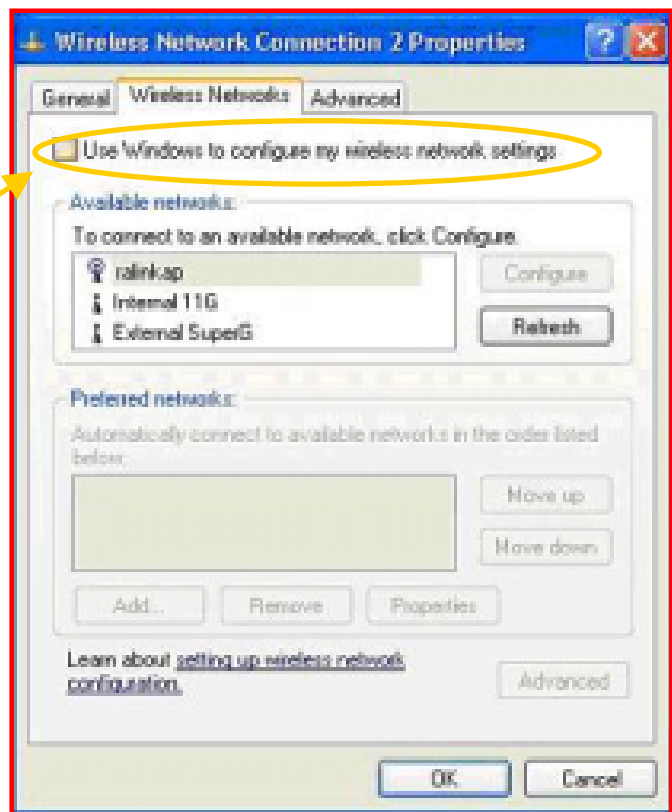 Wireless Network Connection 2 Properties
General Wireless Networks Advanced
Use Windows to configure my wireless network settings
Available networks:
To connect to an available network, click Configure.
ralinkap
Internal 11G
External SuperG
Configure
Refresh
Preferred networks:
Automatically connect to available networks in the order listed
below:
Move up
Move down
Add... Remove Properties
Learn about setting up wireless network
configuration.
Advanced
OK Cancel